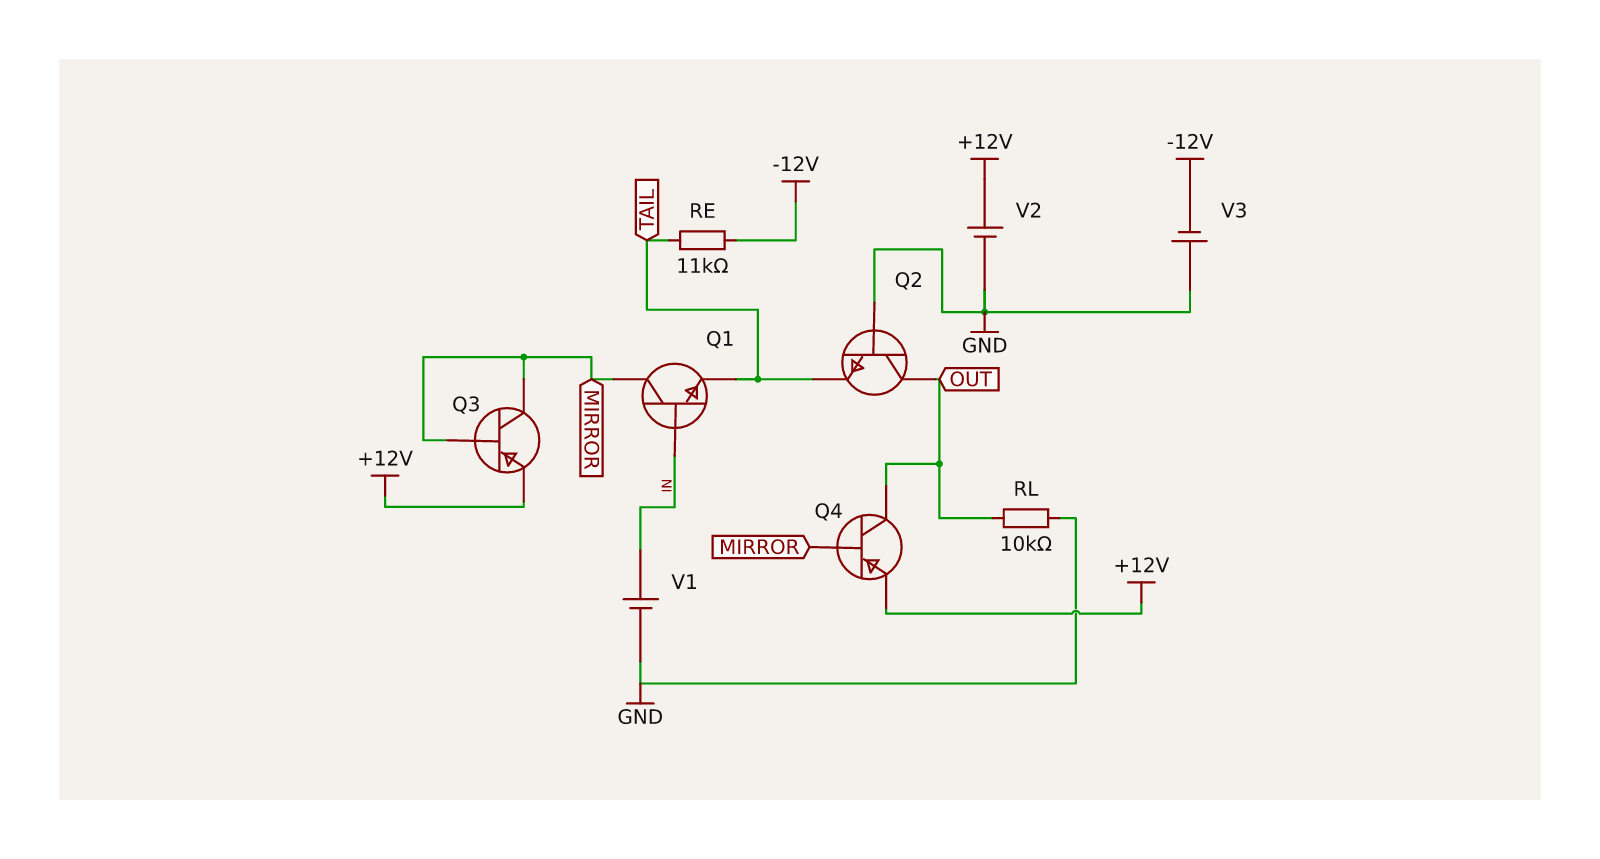 +12V
-12V
-12V
TAIL
RE
V2
V3
11kΩ
Q2
Q1
GND
OUT
Q3
MIRROR
+12V
IN
RL
Q4
MIRROR
10kΩ
+12V
V1
GND